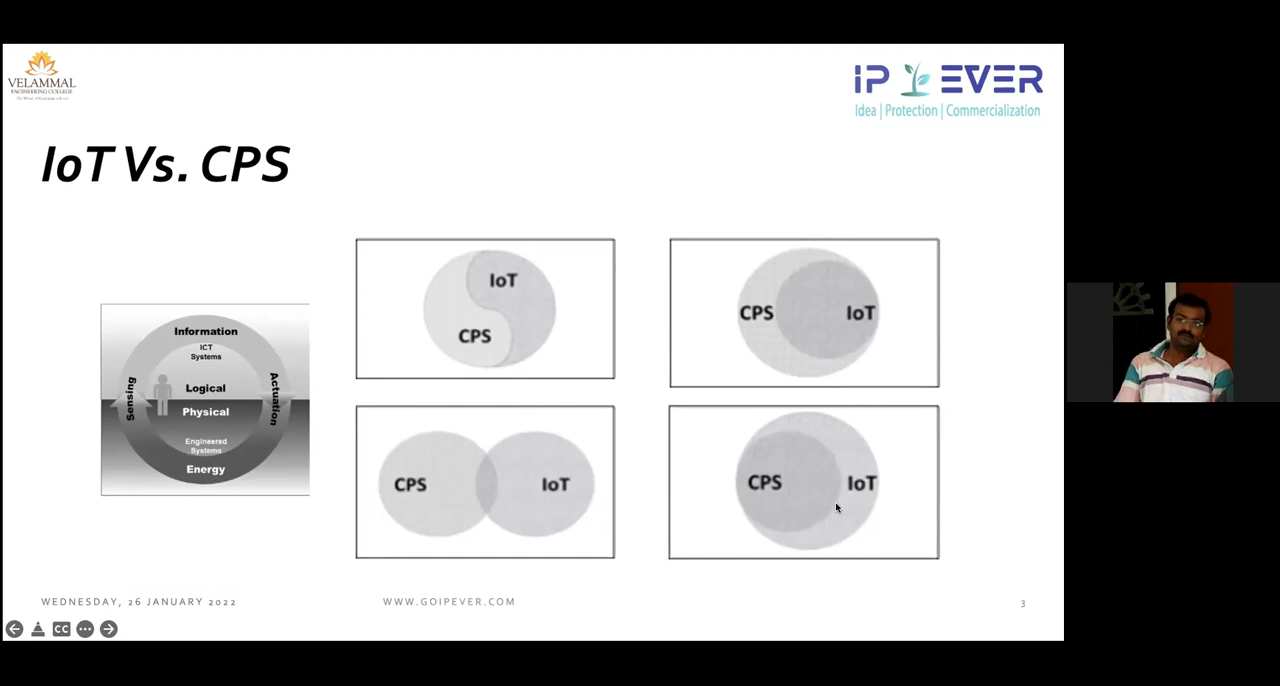 VELAMMAL
ENGINEERING COLLEGE
IP EVER
Idea | Protection | Commercialization
IoT Vs. CPS
Information
ICT
Systems
Sensing
Logical
Actuation
Physical
Engineered
Systems
Energy
IoT
CPS
CPS
IoT
CPS
IoT
CPS
IoT
WEDNESDAY, 26 JANUARY 2022
WWW.GOIPEVER.COM
3
CC